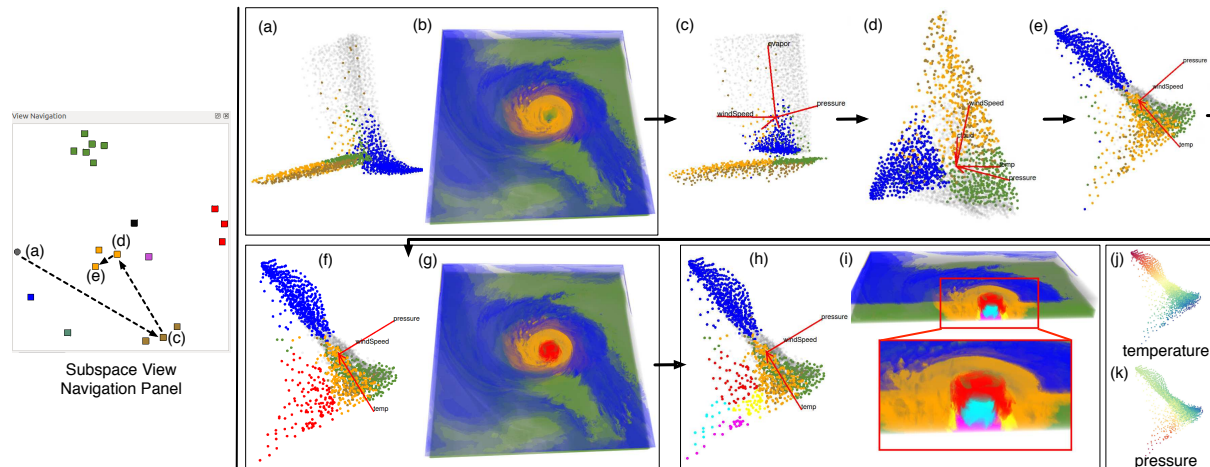 View Navigation
(a)
(d)
(e)
(c)
Subspace View
Navigation Panel
(a)
(b)
(c)
evapor
windSpeed
pressure
(d)
windSpeed
temp
pressure
(e)
pressure
windSpeed
temp
(f)
pressure
windSpeed
temp
(g)
(h)
pressure
windSpeed
temp
(i)
(j)
temperature
(k)
pressure